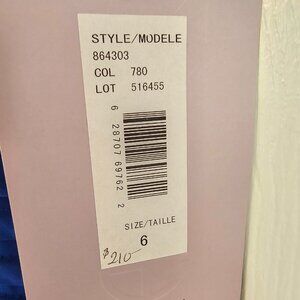 STYLE/MODELE
864303
COL 780
LOT 516455
6 28707 69762 2
SIZE/TAILLE
6
$210